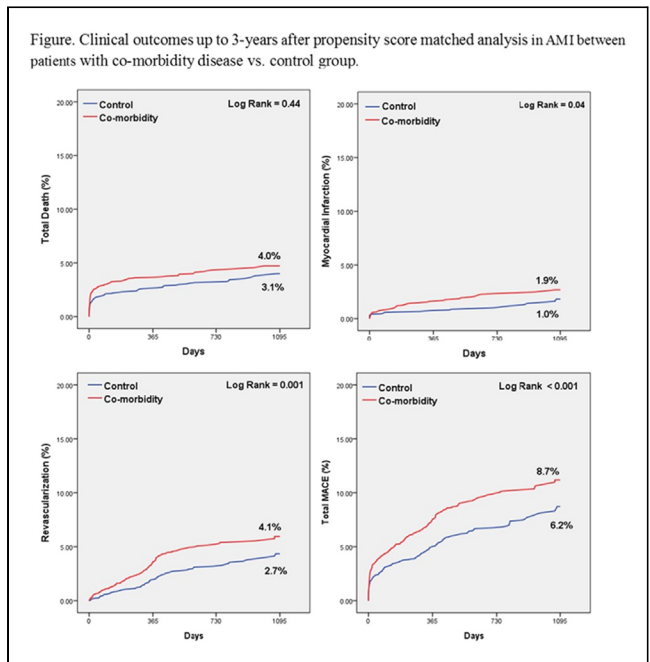 Figure. Clinical outcomes up to 3-years after propensity score matched analysis in AMI between
patients with co-morbidity disease vs. control group.
Control
Co-morbidity
Log Rank = 0.44
20.00
15.00
10.00
5.00
0.00
Total Death (%)
4.0%
3.1%
0
365
730
1095
Days
Control
Co-morbidity
Log Rank = 0.04
20.00
15.00
10.00
5.00
0.00
Myocardial Infarction (%)
1.9%
1.0%
0
365
730
1095
Days
Control
Co-morbidity
Log Rank = 0.001
20.00
15.00
10.00
5.00
0.00
Revascularization (%)
4.1%
2.7%
0
365
730
1095
Days
Control
Co-morbidity
Log Rank < 0.001
20.00
15.00
10.00
5.00
0.00
Total MACE (%)
8.7%
6.2%
0
365
730
1095
Days